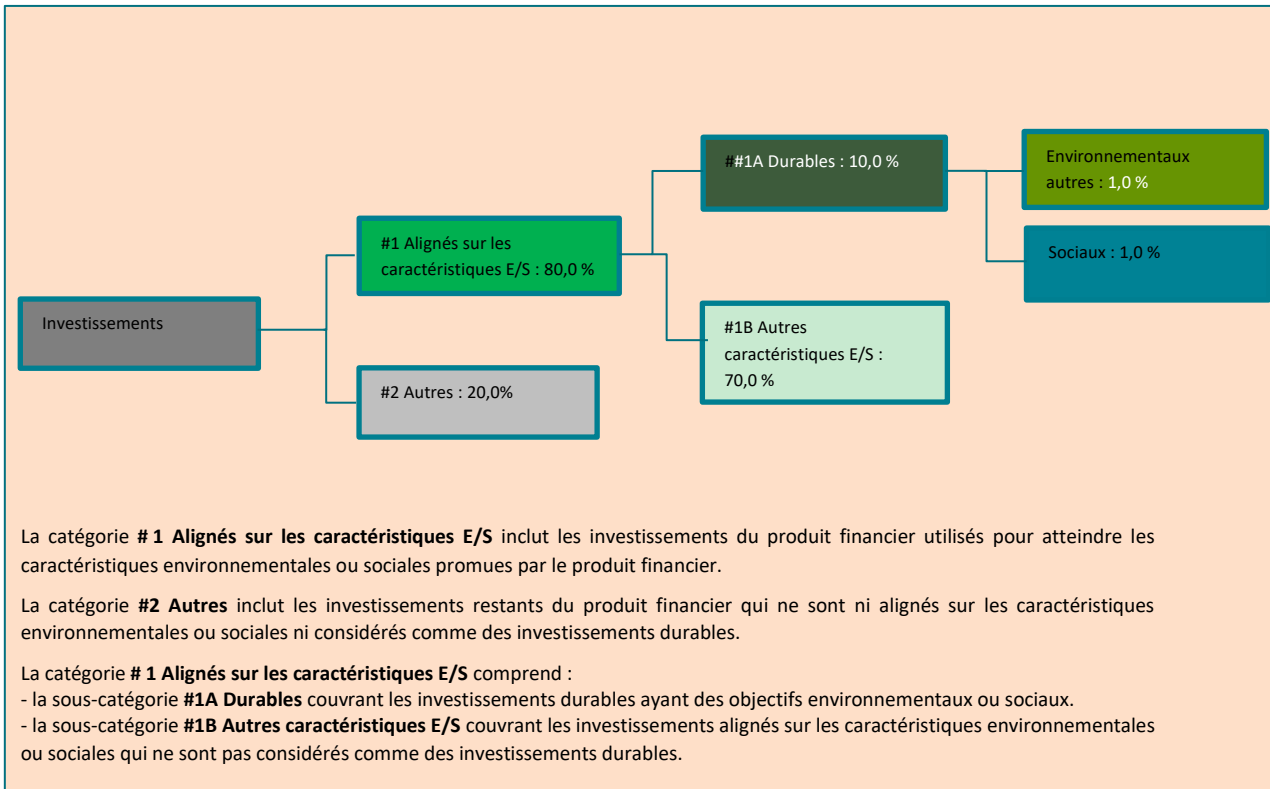 ##1A Durables : 10,0 %
Environnementaux
autres : 1,0 %
#1 Alignés sur les
caractéristiques E/S : 80,0 %
Sociaux : 1,0 %
Investissements
#1B Autres
caractéristiques E/S :
70,0 %
#2 Autres : 20,0%
La catégorie # 1 Alignés sur les caractéristiques E/S inclut les investissements du produit financier utilisés pour atteindre les
caractéristiques environnementales ou sociales promues par le produit financier.
La catégorie #2 Autres inclut les investissements restants du produit financier qui ne sont ni alignés sur les caractéristiques
environnementales ou sociales ni considérés comme des investissements durables.
La catégorie # 1 Alignés sur les caractéristiques E/S comprend :
- la sous-catégorie #1A Durables couvrant les investissements durables ayant des objectifs environnementaux ou sociaux.
- la sous-catégorie #1B Autres caractéristiques E/S couvrant les investissements alignés sur les caractéristiques environnementales
ou sociales qui ne sont pas considérés comme des investissements durables.